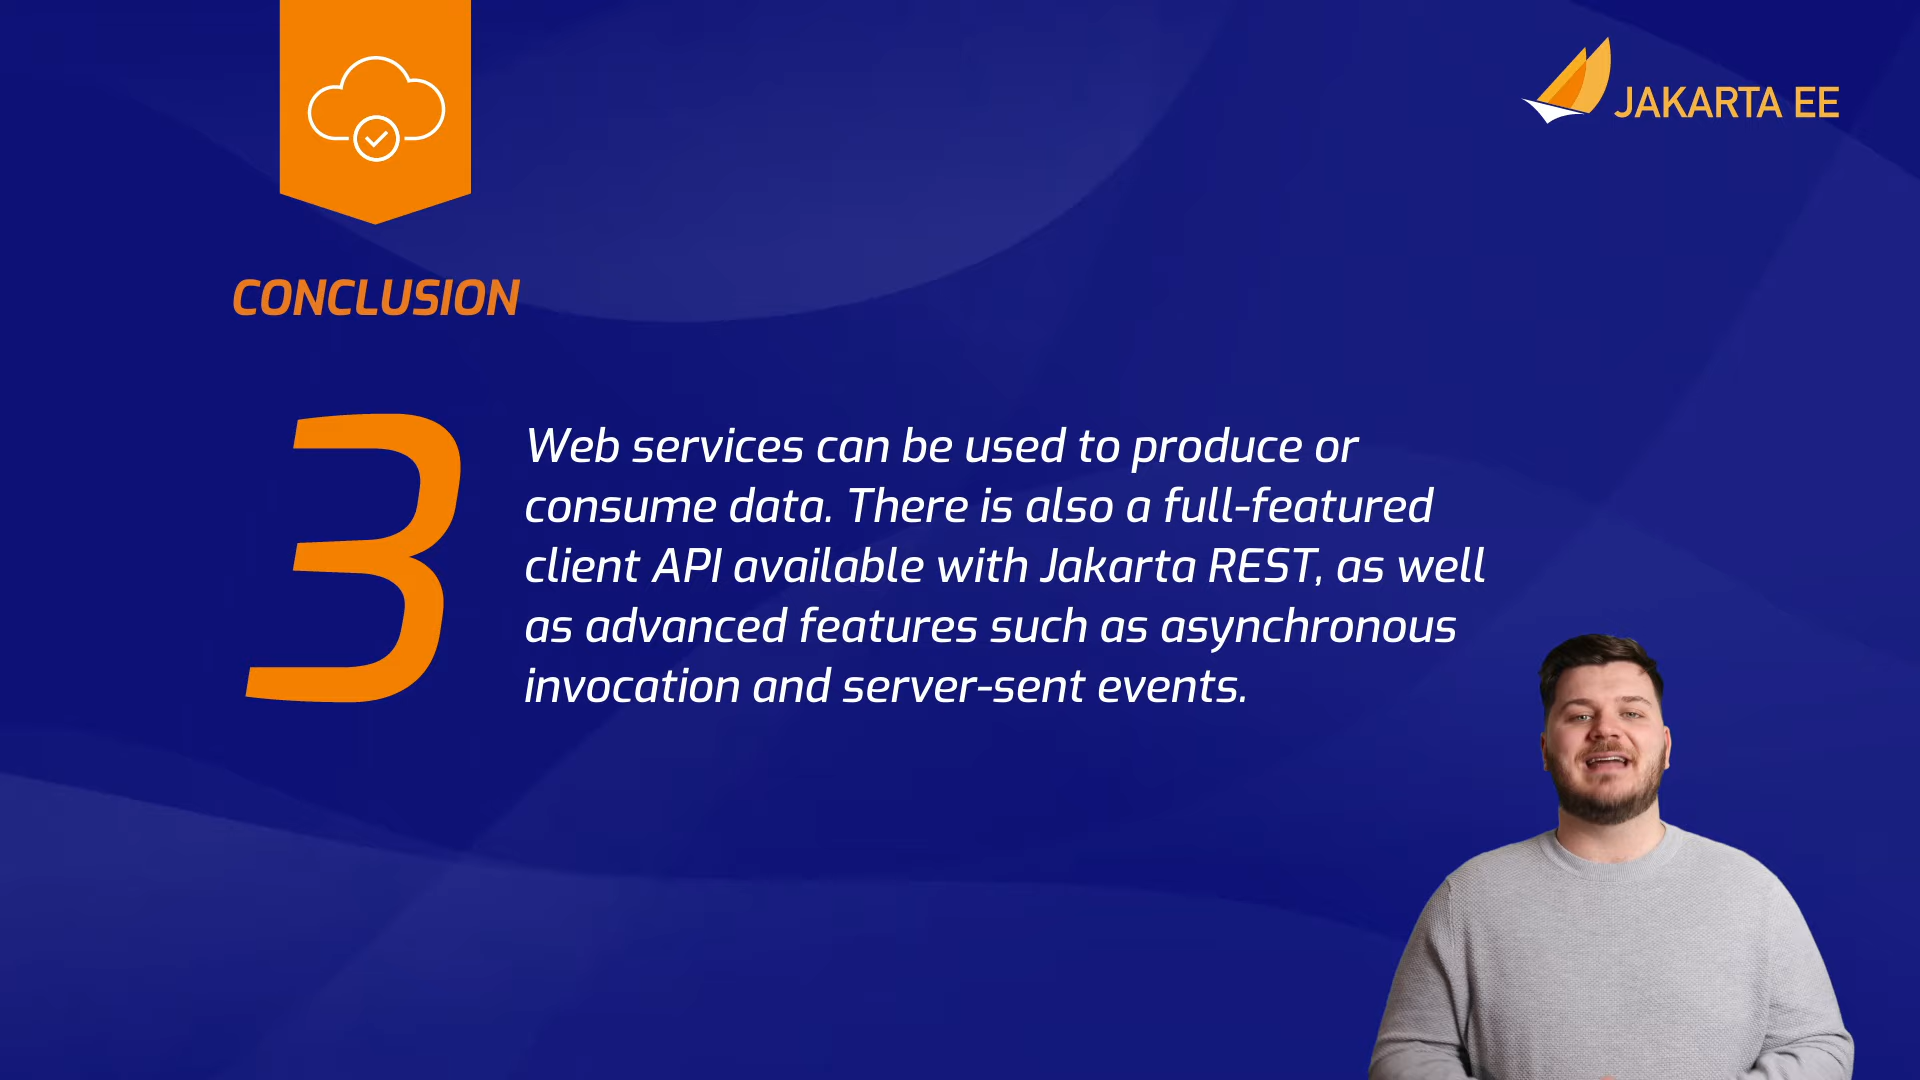 JAKARTA EE
CONCLUSION
3
Web services can be used to produce or
consume data. There is also a full-featured
client API available with Jakarta REST, as well
as advanced features such as asynchronous
invocation and server-sent events.